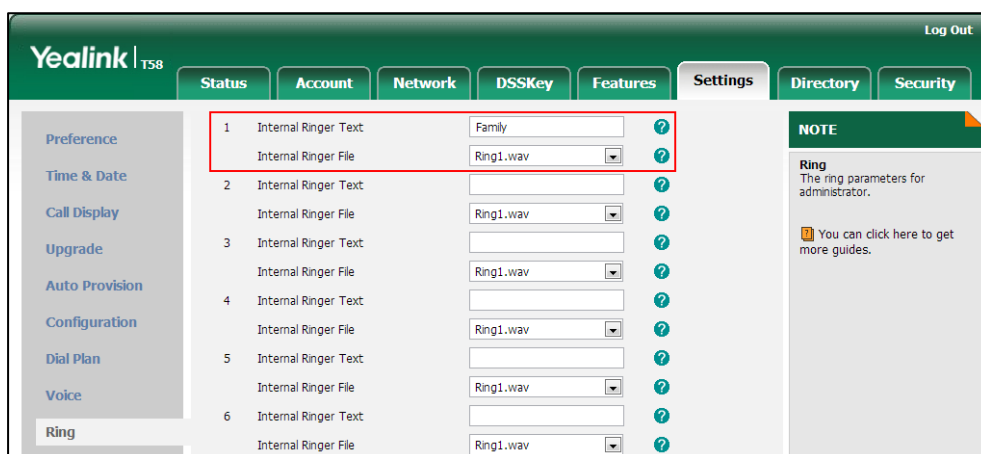 Log Out
Yealink T58
Status Account Network DSSKey Features Settings Directory Security
Preference
Time & Date
Call Display
Upgrade
Auto Provision
Configuration
Dial Plan
Voice
Ring
1 Internal Ringer Text Family ?
Internal Ringer File Ring1.wav ?
2 Internal Ringer Text ?
Internal Ringer File Ring1.wav ?
3 Internal Ringer Text ?
Internal Ringer File Ring1.wav ?
4 Internal Ringer Text ?
Internal Ringer File Ring1.wav ?
5 Internal Ringer Text ?
Internal Ringer File Ring1.wav ?
6 Internal Ringer Text ?
Internal Ringer File Ring1.wav ?
NOTE
Ring
The ring parameters for
administrator.
? You can click here to get
more guides.